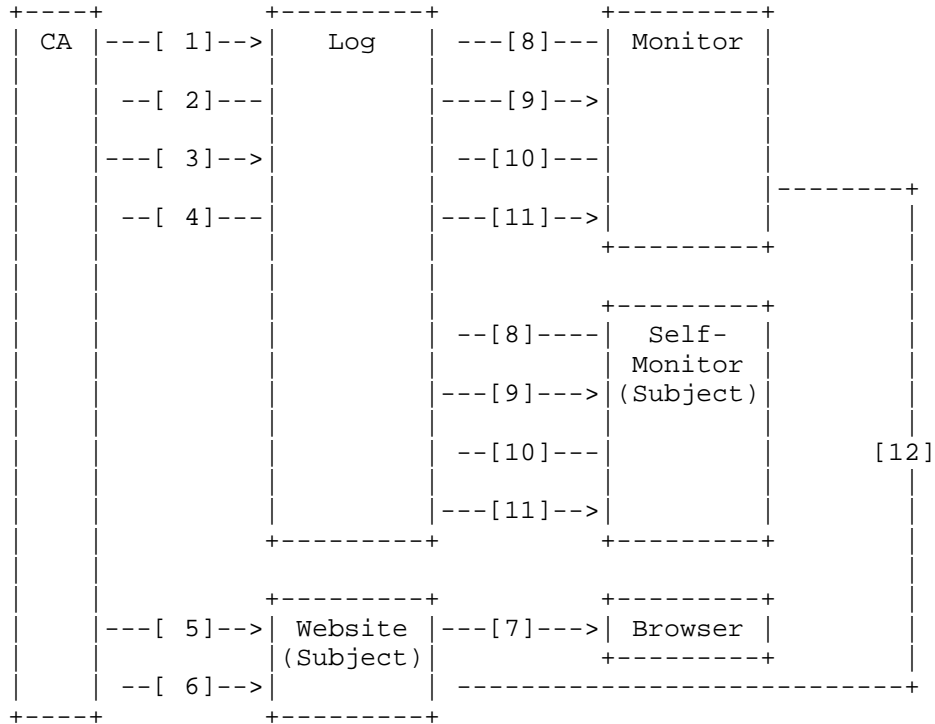 CA ---[ 1]--> Log ---[8]--- Monitor
--[ 2]--- ----[9]-->
---[ 3]--> --[10]---
--[ 4]--- ---[11]-->
--[8]---- Self-
Monitor
---[9]---> (Subject)
--[10]--- [12]
---[11]-->
---[ 5]--> Website ---[7]---> Browser
(Subject)
--[ 6]-->